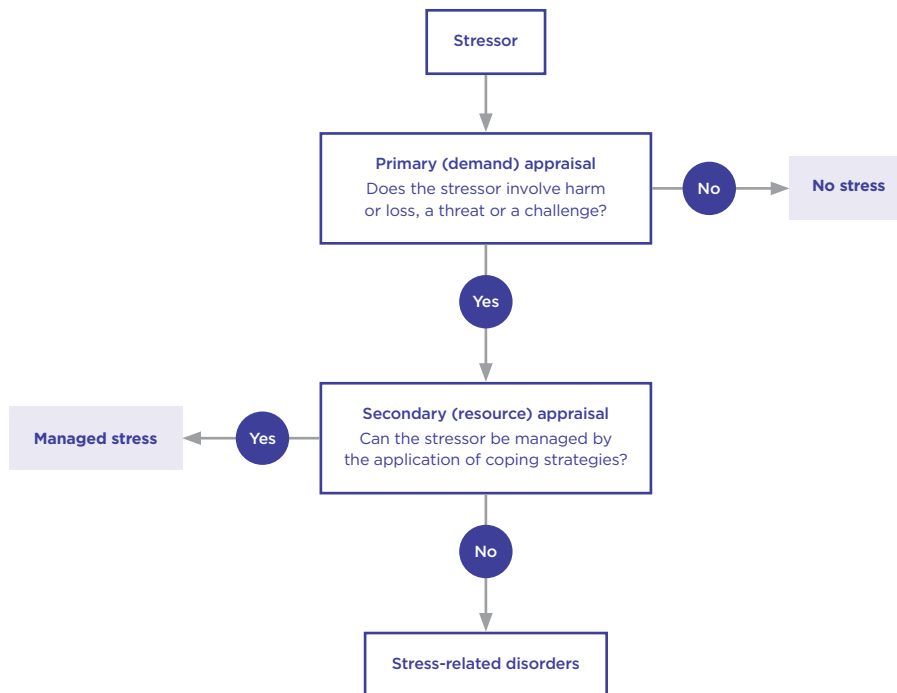 Stressor
Primary (demand) appraisal
Does the stressor involve harm
or loss, a threat or a challenge?
No
No stress
Yes
Secondary (resource) appraisal
Can the stressor be managed by
the application of coping strategies?
Yes
Managed stress
No
Stress-related disorders